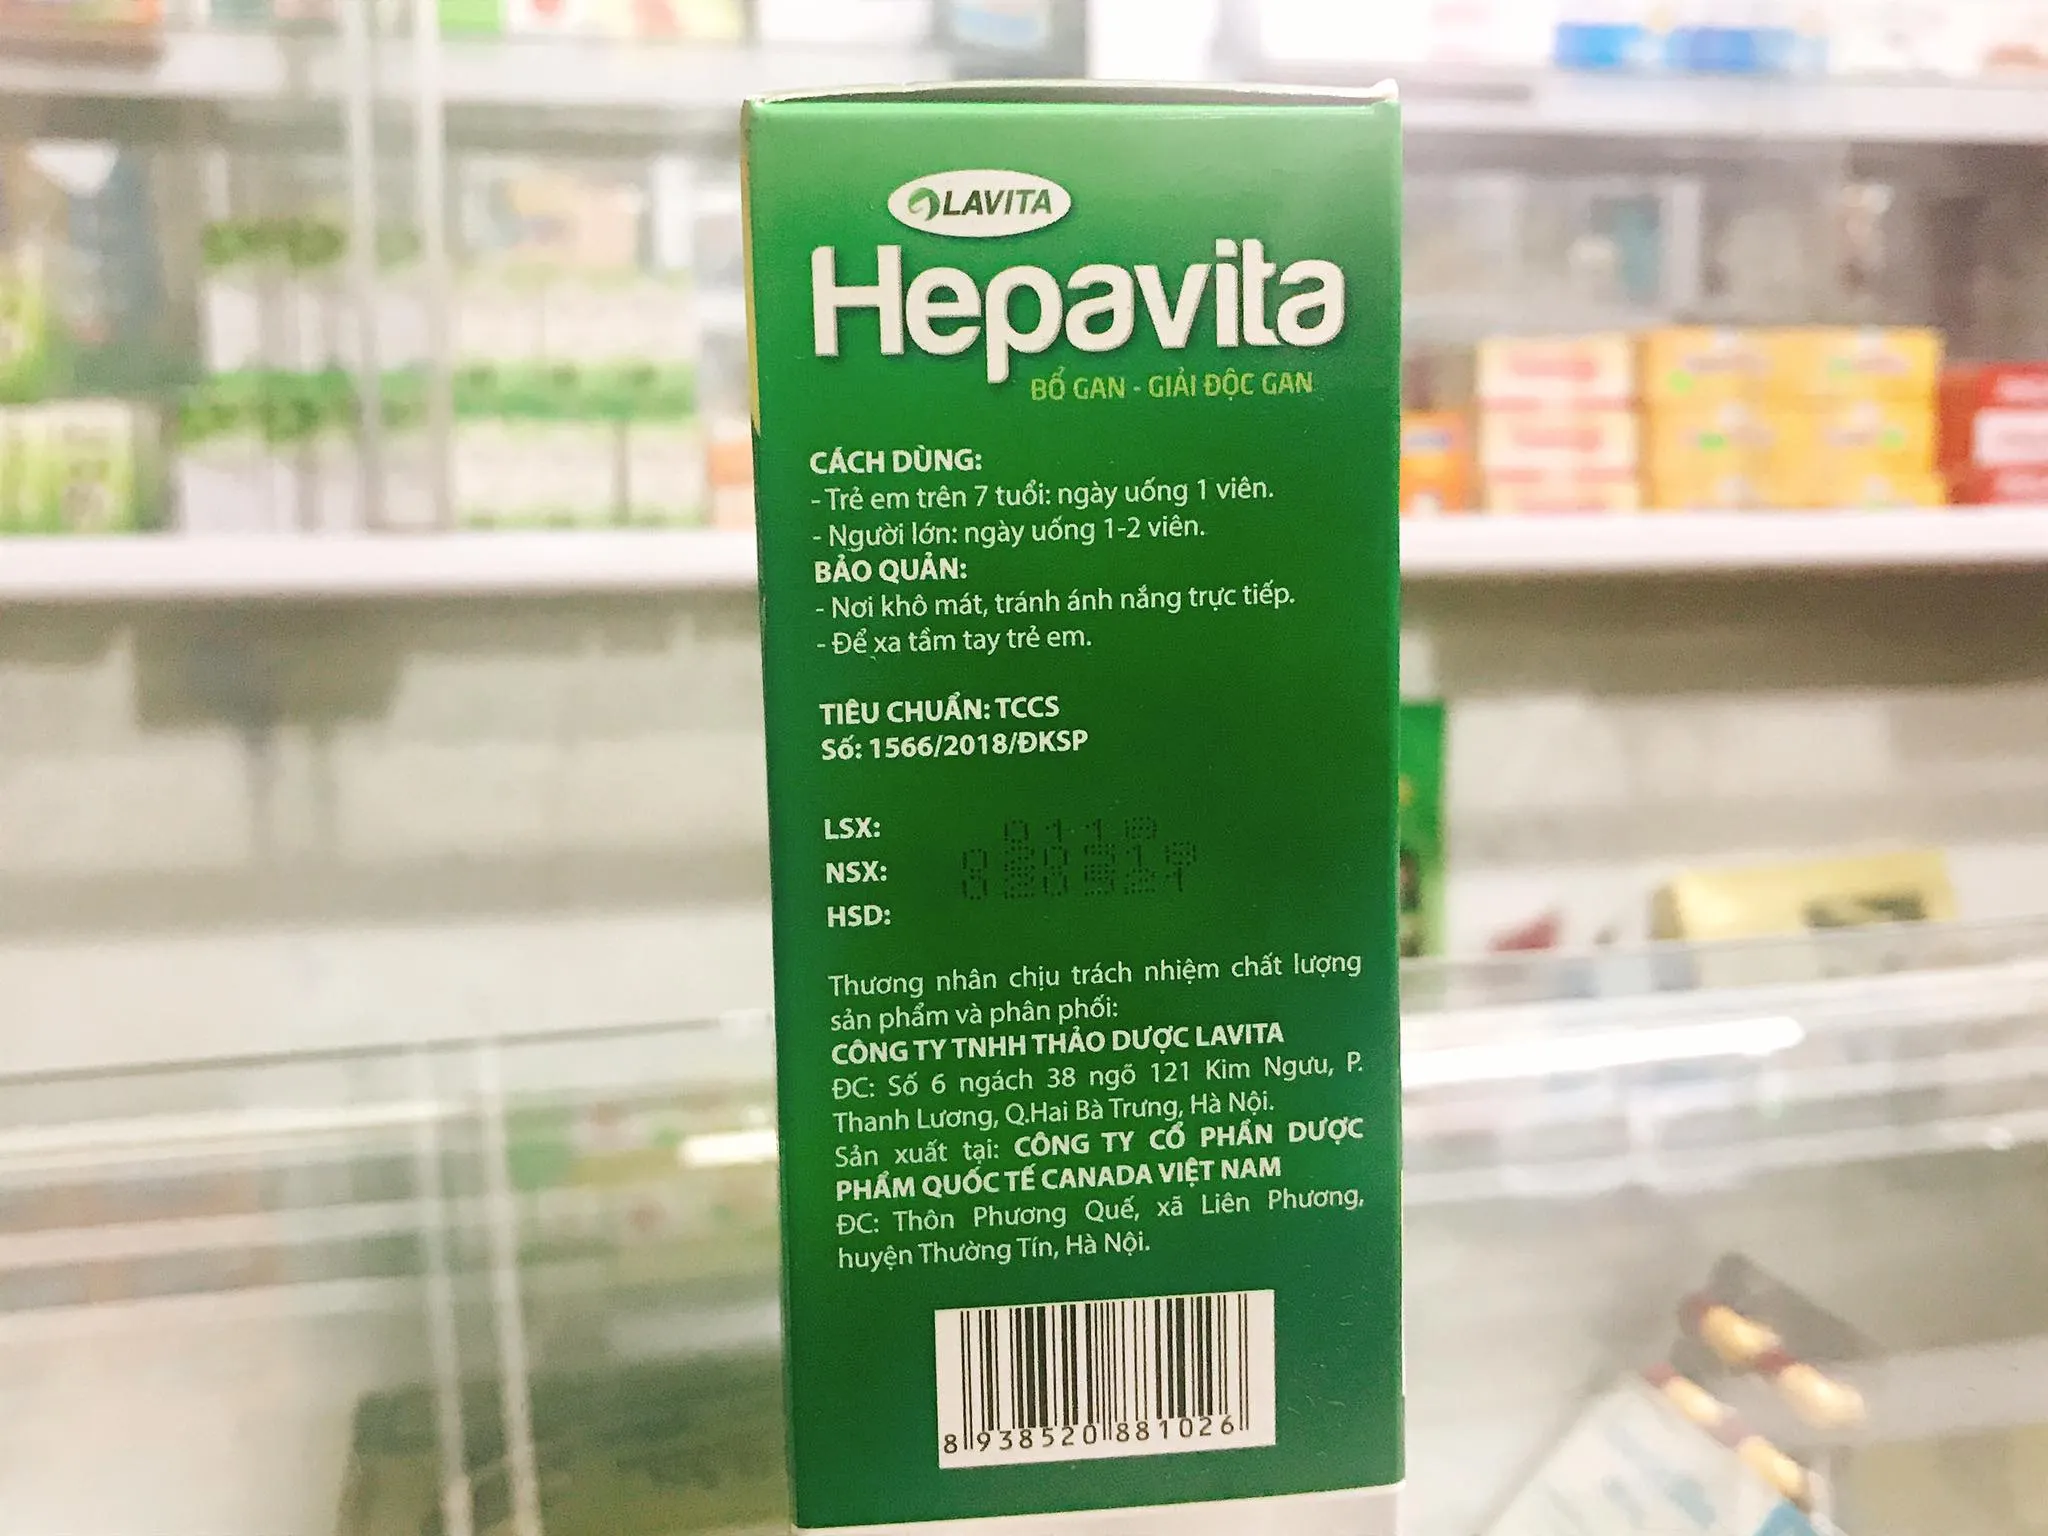 LAVITA
Hepavita
BỔ GAN - GIẢI ĐỘC GAN
CÁCH DÙNG:
- Trẻ em trên 7 tuổi: ngày uống 1 viên.
- Người lớn: ngày uống 1-2 viên.
BẢO QUẢN:
- Nơi khô mát, tránh ánh nắng trực tiếp.
- Để xa tầm tay trẻ em.
TIÊU CHUẨN: TCCS
Số: 1566/2018/ĐKSP
LSX:
NSX:
HSD:
Thương nhân chịu trách nhiệm chất lượng
sản phẩm và phân phối:
CÔNG TY TNHH THẢO DƯỢC LAVITA
ĐC: Số 6 ngách 38 ngõ 121 Kim Ngưu, P.
Thanh Lương, Q.Hai Bà Trưng, Hà Nội.
Sản xuất tại: CÔNG TY CỔ PHẦN DƯỢC
PHẨM QUỐC TẾ CANADA VIỆT NAM
ĐC: Thôn Phương Quế, xã Liên Phương,
huyện Thường Tín, Hà Nội.
8 938520 881026